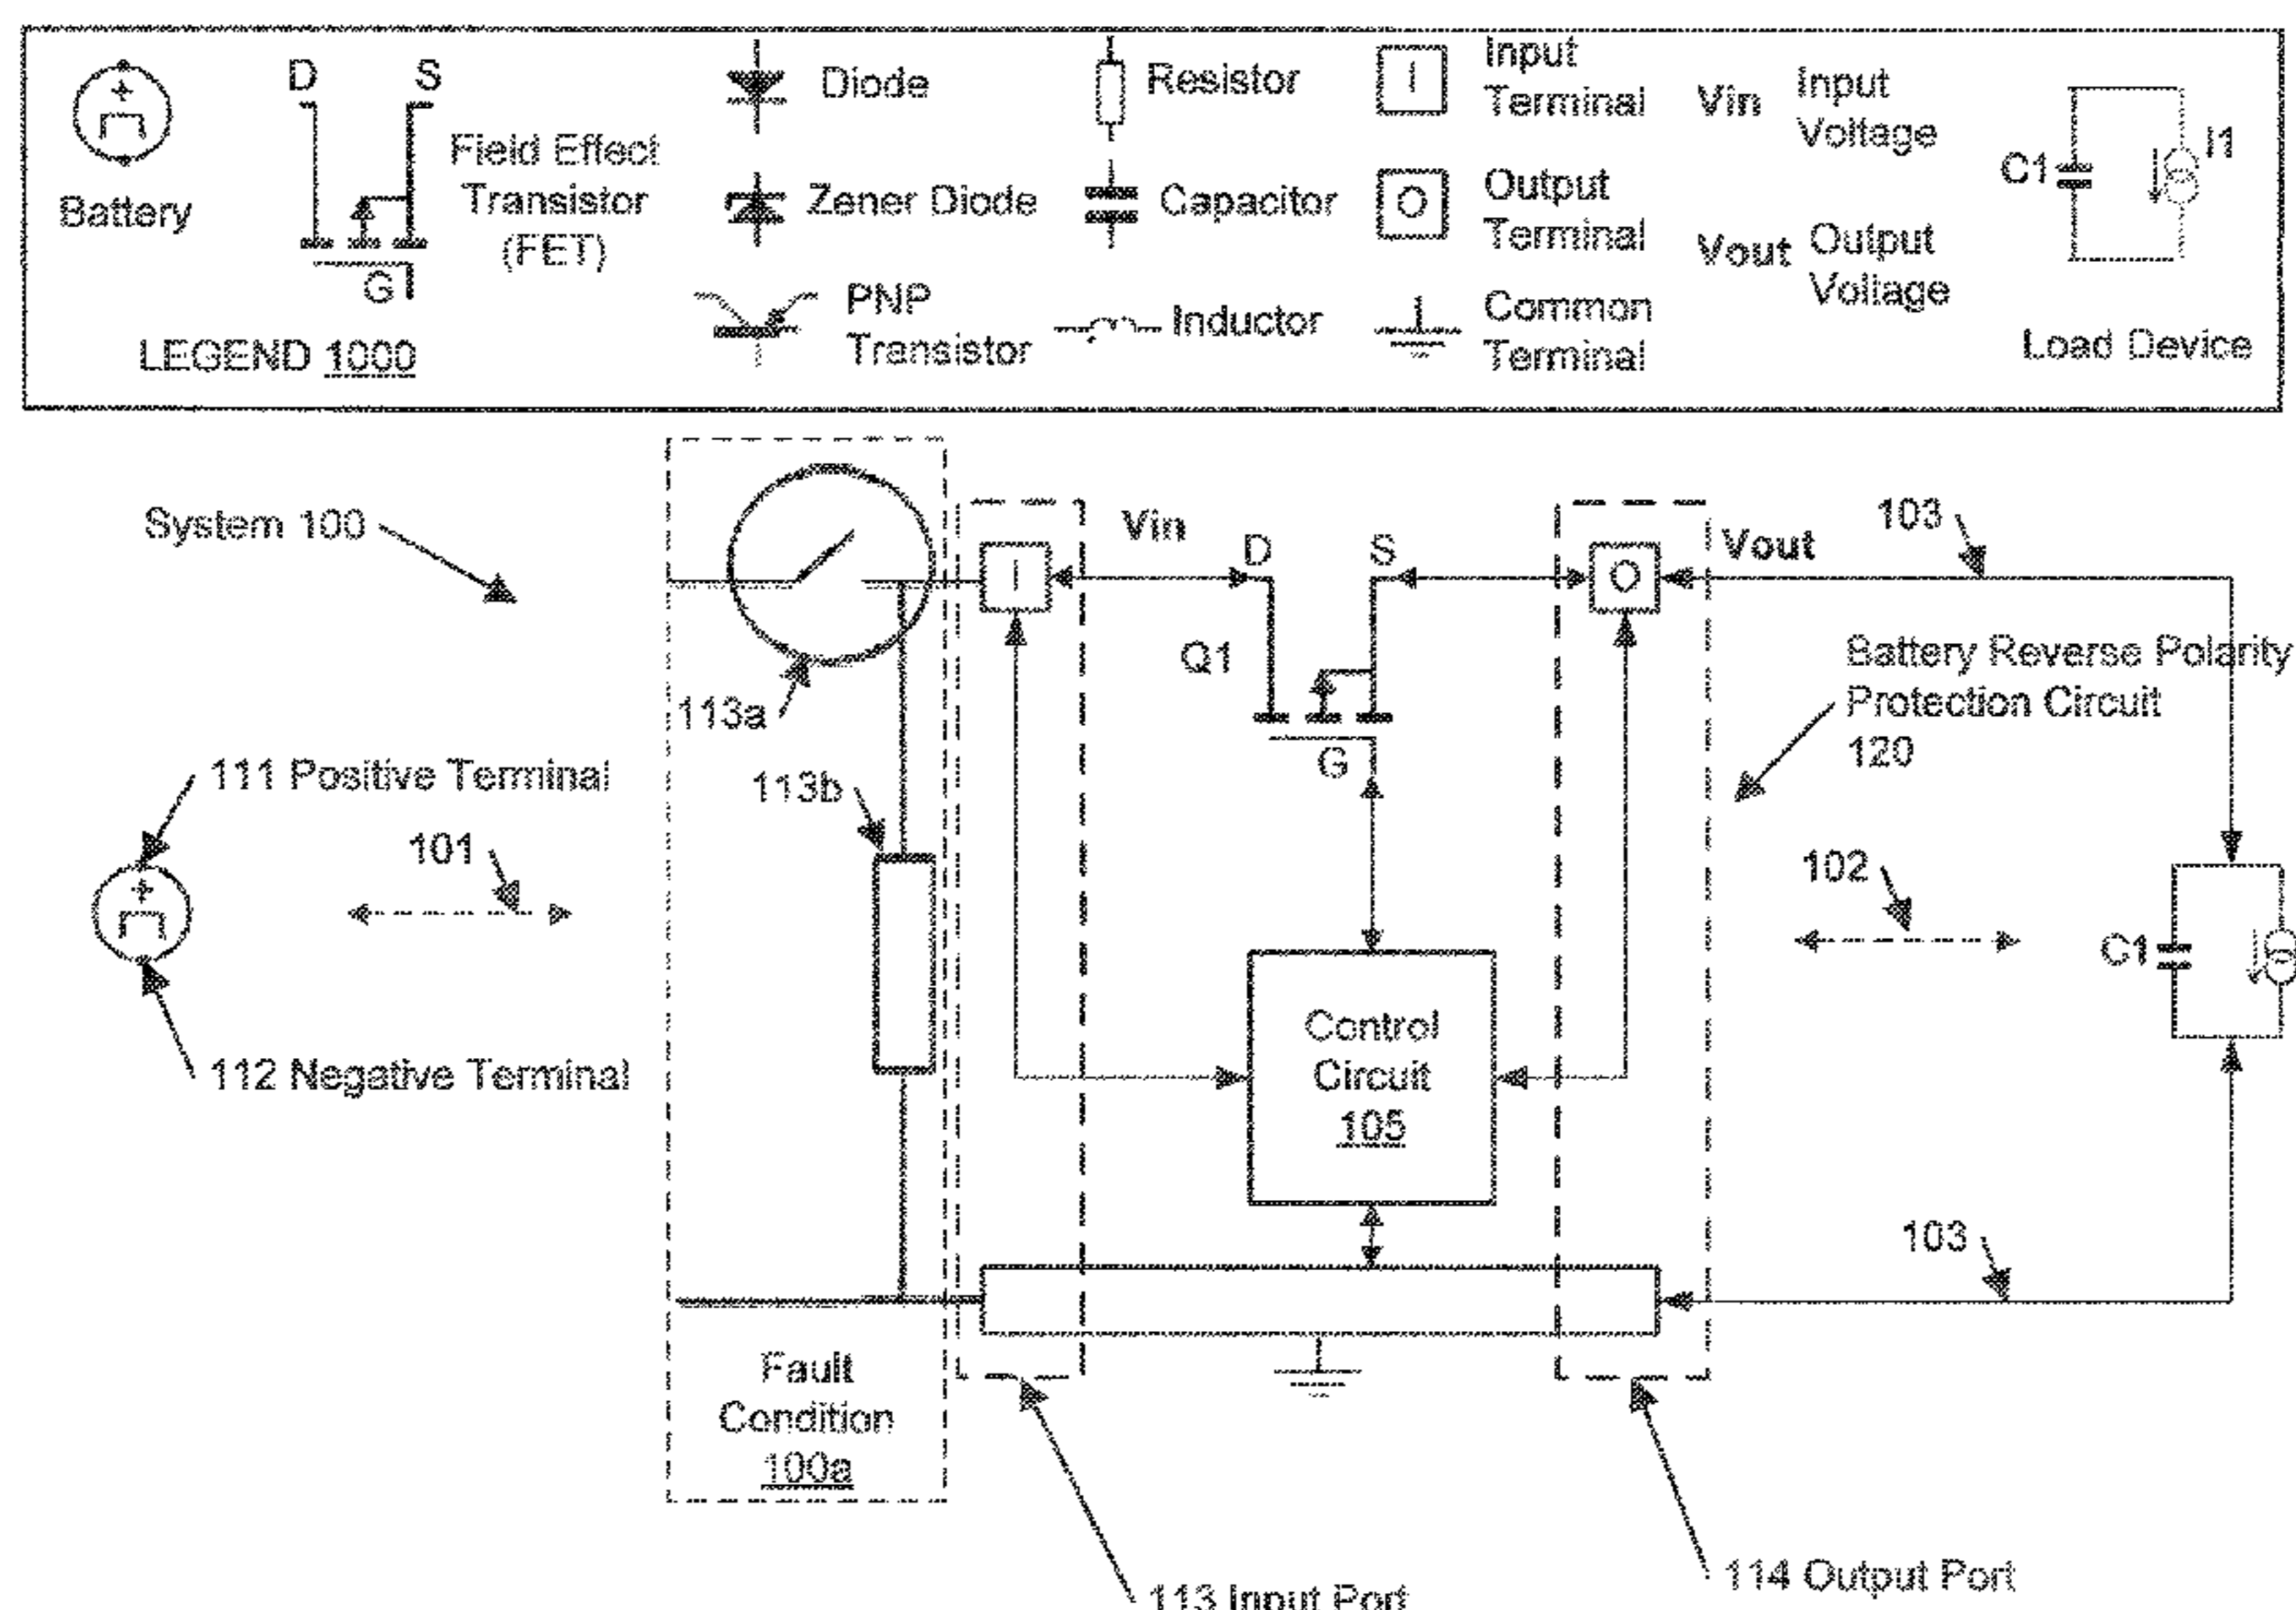 Battery
D
S
G
Field Effect
Transistor
(FET)
LEGEND 1000
Diode
Zener Diode
PNP
Transistor
Resistor
Capacitor
Inductor
I
Input
Terminal
O
Output
Terminal
Common
Terminal
Vin
Input
Voltage
Vout
Output
Voltage
C1
I1
Load Device
System 100
113a
113b
111 Positive Terminal
101
112 Negative Terminal
Fault
Condition
100a
I
Vin
D
S
Q1
G
Control
Circuit
105
O
Vout
103
Battery Reverse Polarity
Protection Circuit
120
102
C1
103
113 Input Port
114 Output Port